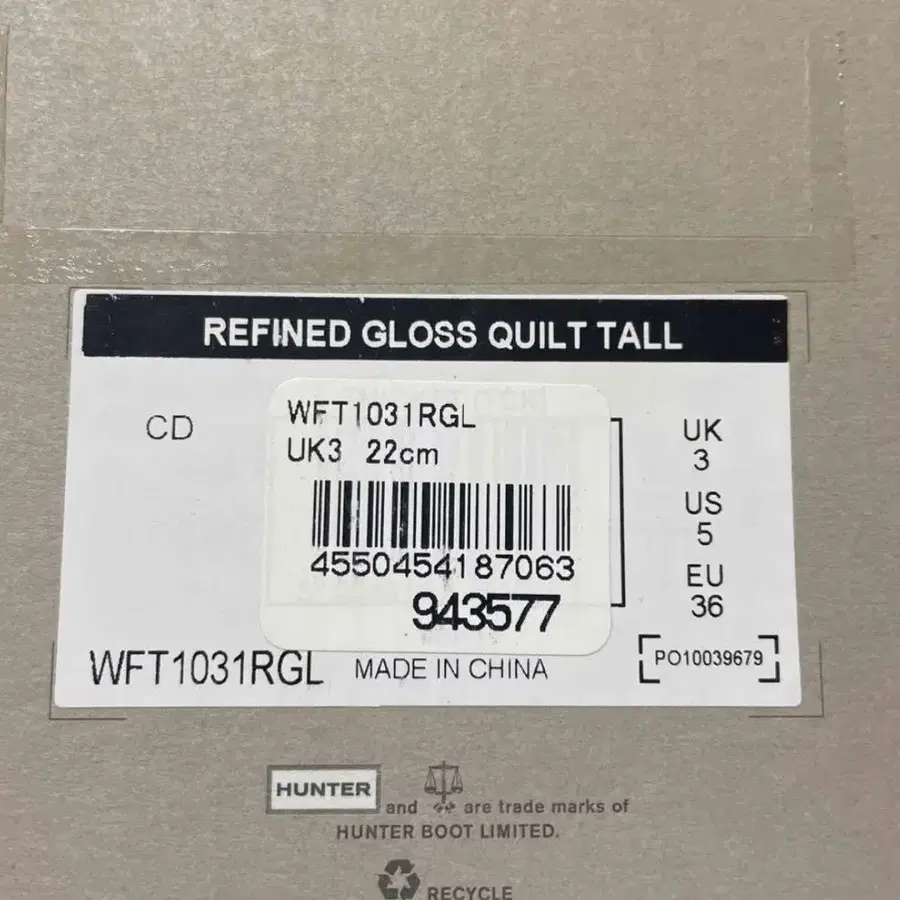 REFINED GLOSS QUILT TALL
CD
WFT1031RGL
UK3 22cm
4550454187063
943577
UK
3
US
5
EU
36
WFT1031RGL
MADE IN CHINA
PO10039679
HUNTER and are trade marks of
HUNTER BOOT LIMITED.
RECYCLE